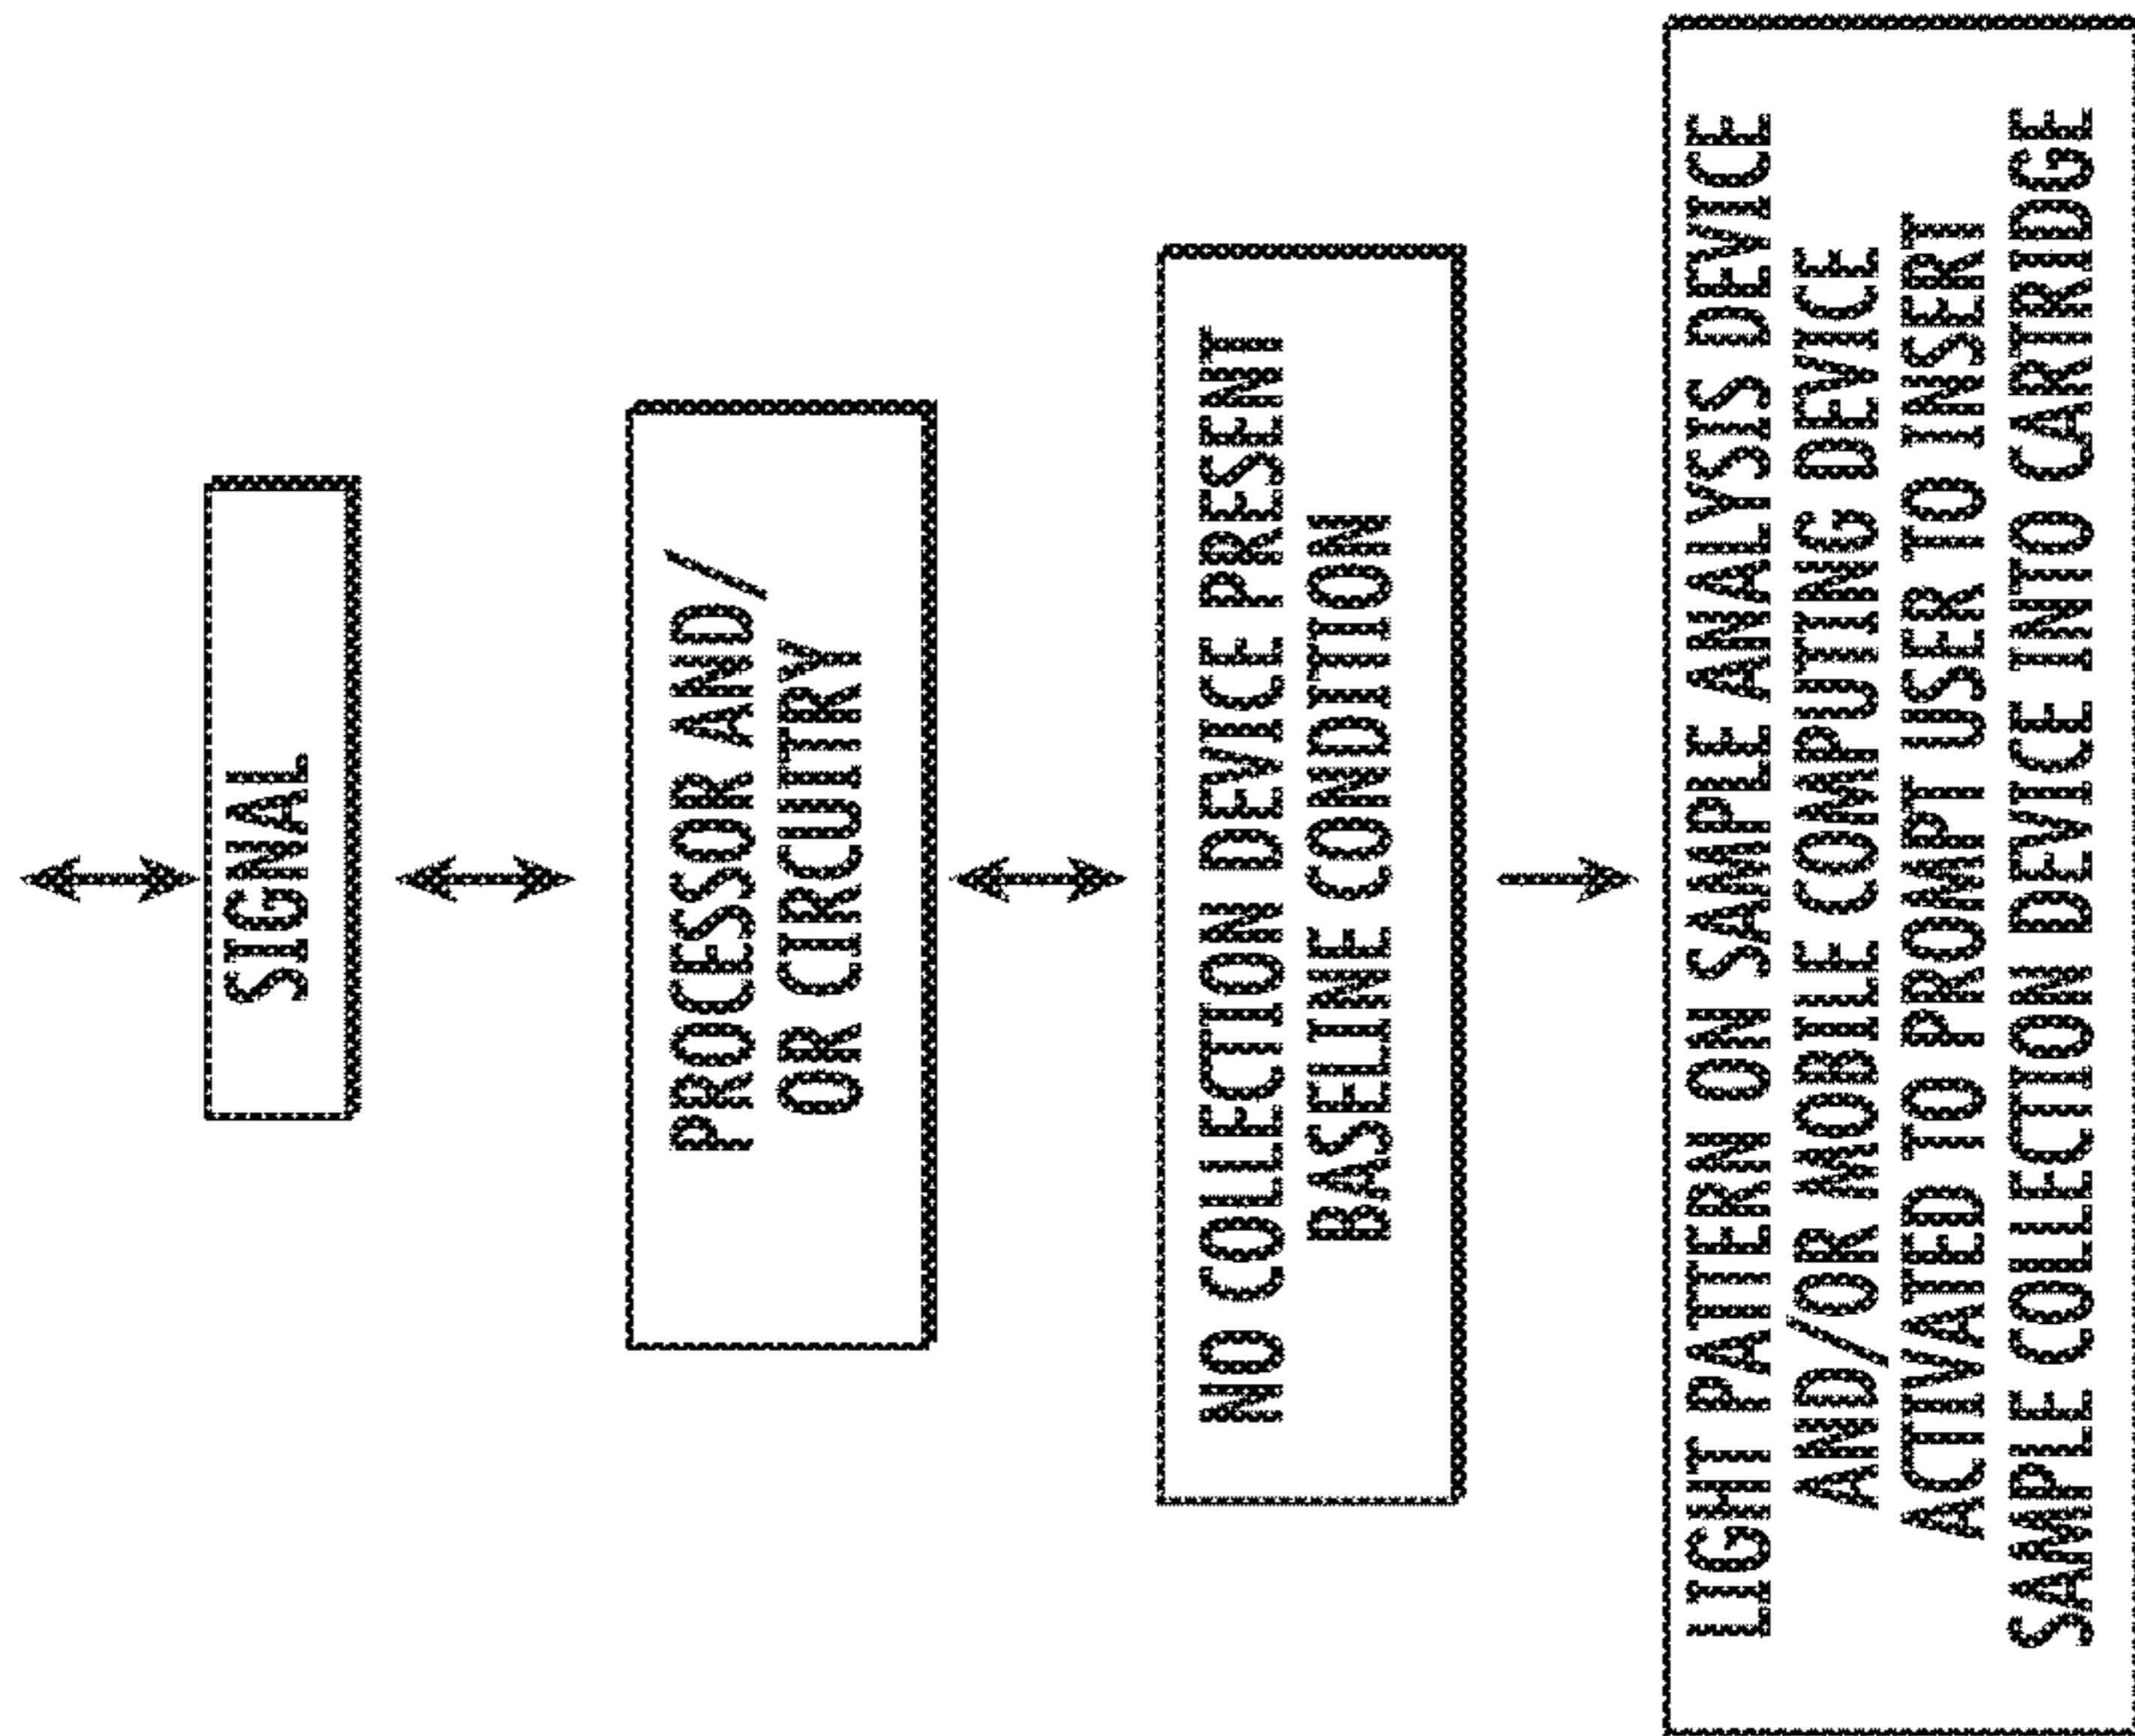 SIGNAL
PROCESSOR AND/
OR CIRCUITRY
NO COLLECTION DEVICE PRESENT
BASELINE CONDITION
LIGHT PATTERN ON SAMPLE ANALYSIS DEVICE
AND/OR MOBILE COMPUTING DEVICE
ACTIVATED TO PROMPT USER TO INSERT
SAMPLE COLLECTION DEVICE INTO CARTRIDGE